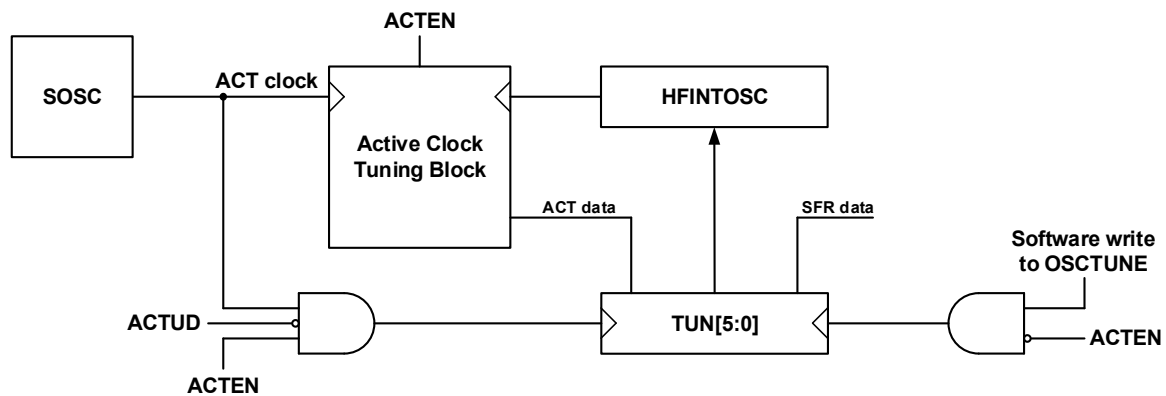 ACTEN
SOSC
ACT clock
HFINTOSC
Active Clock
Tuning Block
ACT data
SFR data
Software write
to OSCTUNE
ACTUD
TUN[5:0]
ACTEN
ACTEN